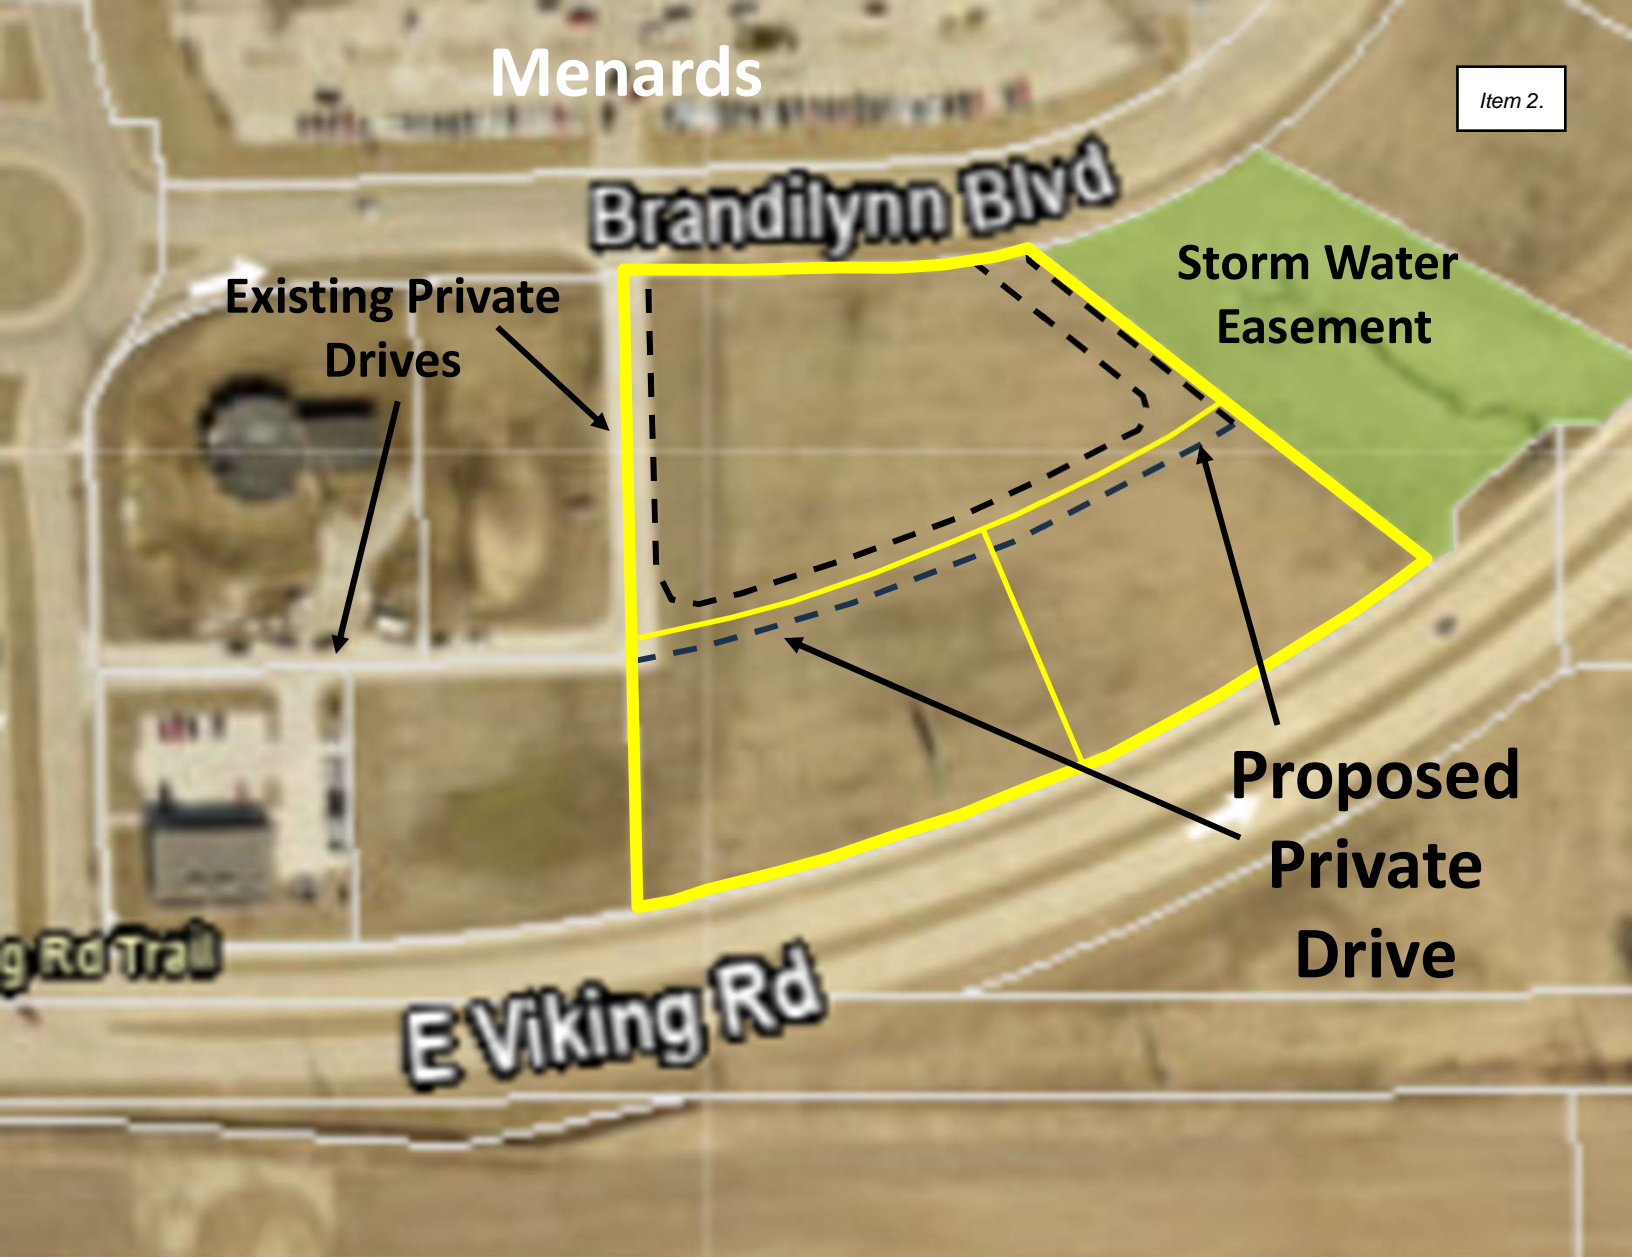 Menards
Item 2.
Brandilynn Blvd
Storm Water
Easement
Existing Private
Drives
Proposed
Private
Drive
g Rd Trail
E Viking Rd